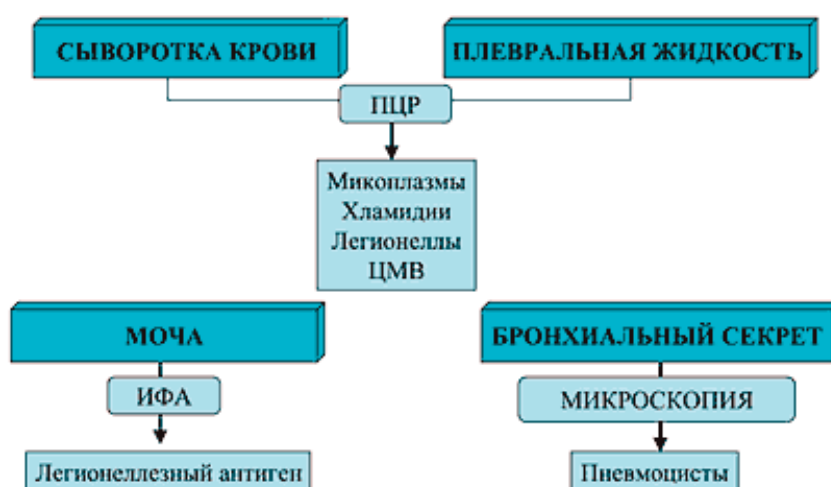 СЫВОРОТКА КРОВИ
ПЛЕВРАЛЬНАЯ ЖИДКОСТЬ
ПЦР
Микоплазмы
Хламидии
Легионеллы
ЦМВ
МОЧА
БРОНХИАЛЬНЫЙ СЕКРЕТ
ИФА
МИКРОСКОПИЯ
Легионеллезный антиген
Пневмоцисты